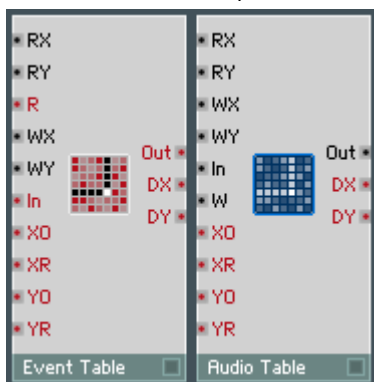 RX
RY
R
WX
WY
In
XO
XR
YO
YR
Out
DX
DY
Event Table
RX
RY
WX
WY
In
W
XO
XR
YO
YR
Out
DX
DY
Audio Table